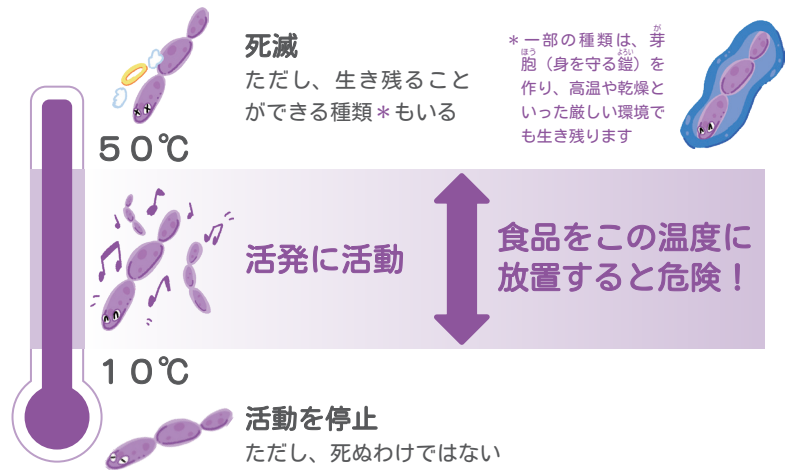 死滅
ただし、生き残ること
ができる種類＊もいる
＊一部の種類は、芽
が
胞（身を守る鎧）を
ほう よろい
作り、高温や乾燥と
いった厳しい環境で
も生き残ります
５０℃
活発に活動
食品をこの温度に
放置すると危険！
１０℃
活動を停止
ただし、死ぬわけではない